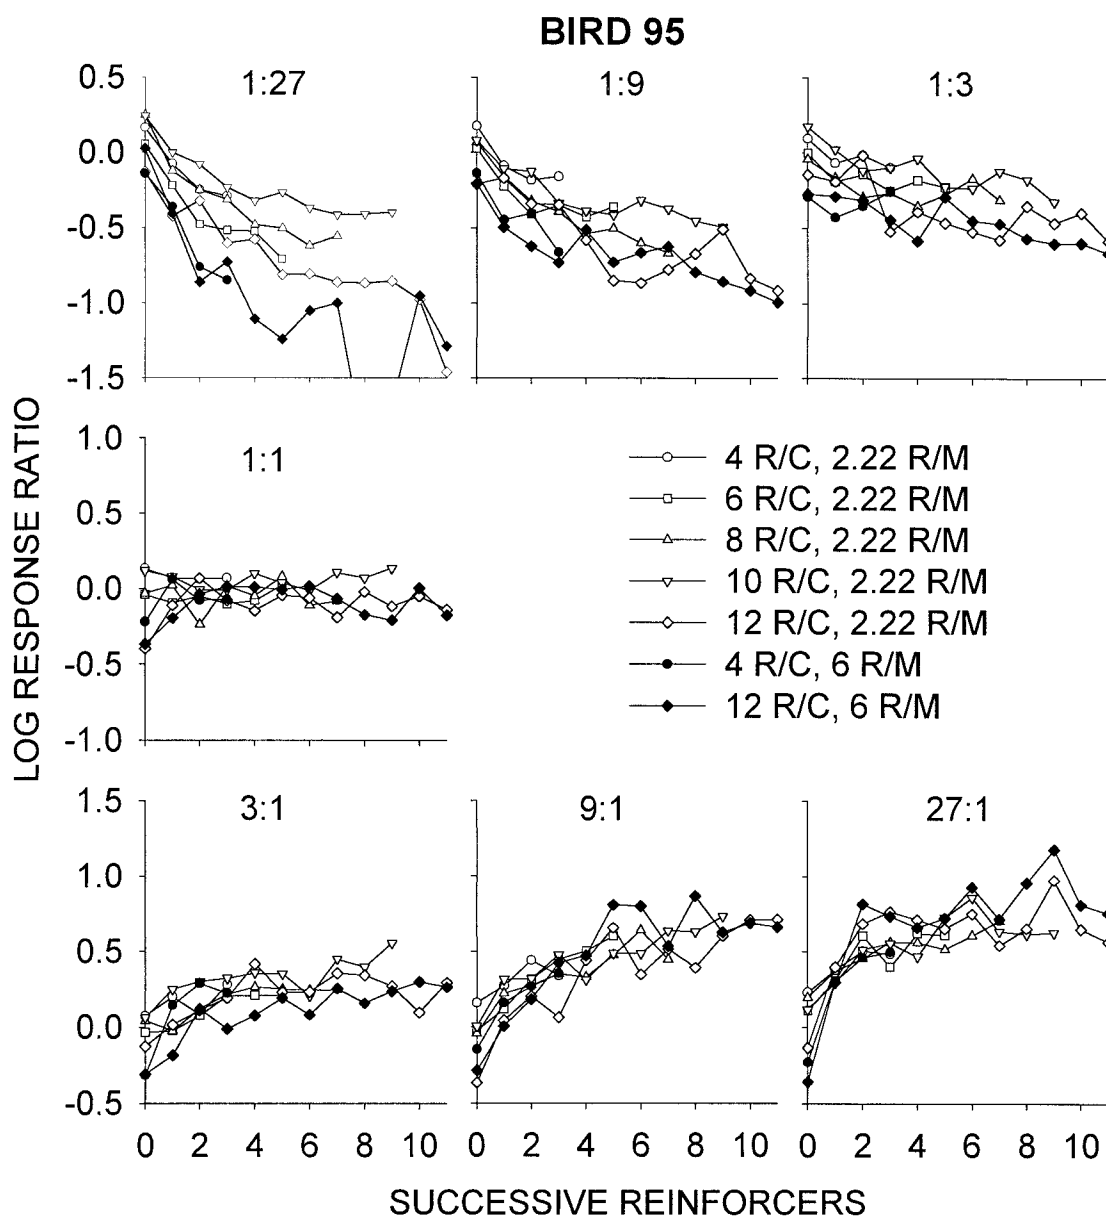 BIRD 95
1:27 1:9 1:3
0.5
0.0
-0.5
-1.0
-1.5
LOG RESPONSE RATIO
1:1
1.0
0.5
0.0
-0.5
-1.0
4 R/C, 2.22 R/M
6 R/C, 2.22 R/M
8 R/C, 2.22 R/M
10 R/C, 2.22 R/M
12 R/C, 2.22 R/M
4 R/C, 6 R/M
12 R/C, 6 R/M
3:1 9:1 27:1
1.5
1.0
0.5
0.0
-0.5
0 2 4 6 8 10 0 2 4 6 8 10 0 2 4 6 8 10
SUCCESSIVE REINFORCERS